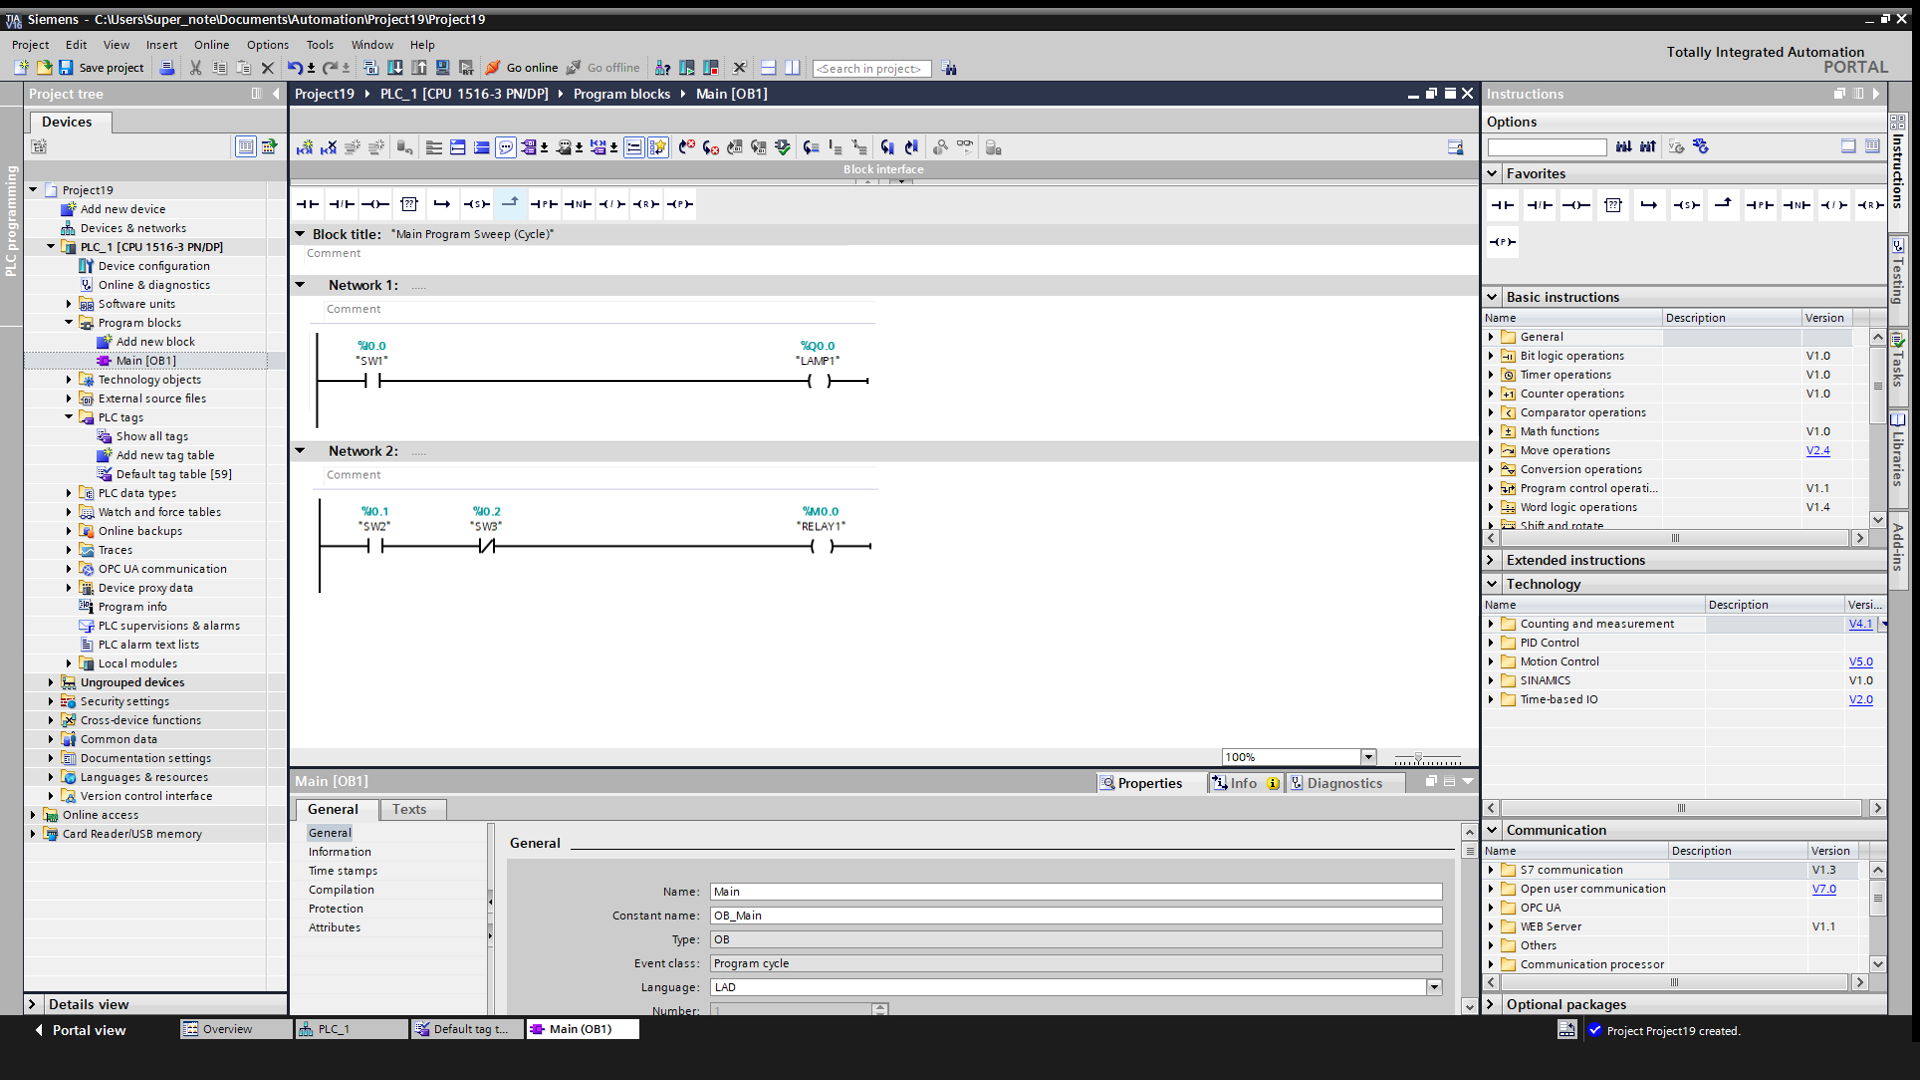 Siemens - C:\Users\Super_note\Documents\Automation\Project19\Project19
Project Edit View Insert Online Options Tools Window Help
Totally Integrated Automation
PORTAL
Save project
Go online
Go offline
<Search in project>
Project tree
Devices
PLC programming
Project19
Add new device
Devices & networks
PLC_1 [CPU 1516-3 PN/DP]
Device configuration
Online & diagnostics
Software units
Program blocks
Add new block
Main [OB1]
Technology objects
External source files
PLC tags
Show all tags
Add new tag table
Default tag table [59]
PLC data types
Watch and force tables
Online backups
Traces
OPC UA communication
Device proxy data
Program info
PLC supervisions & alarms
PLC alarm text lists
Local modules
Ungrouped devices
Security settings
Cross-device functions
Common data
Documentation settings
Languages & resources
Version control interface
Online access
Card Reader/USB memory
Details view
Project19 PLC_1 [CPU 1516-3 PN/DP] Program blocks Main [OB1]
Block interface
Block title: "Main Program Sweep (Cycle)"
Comment
Network 1: .....
Comment
%I0.0
"SW1"
%Q0.0
"LAMP1"
Network 2: .....
Comment
%I0.1
"SW2"
%I0.2
"SW3"
%M0.0
"RELAY1"
100%
Main [OB1]
Properties Info Diagnostics
General Texts
General
Information
Time stamps
Compilation
Protection
Attributes
General
Name: Main
Constant name: OB_Main
Type: OB
Event class: Program cycle
Language: LAD
Number: 1
Instructions
Options
Favorites
Basic instructions
Name Description Version
General
Bit logic operations V1.0
Timer operations V1.0
Counter operations V1.0
Comparator operations
Math functions V1.0
Move operations V2.4
Conversion operations
Program control operati... V1.1
Word logic operations V1.4
Shift and rotate
Extended instructions
Technology
Name Description Versi...
Counting and measurement V4.1
PID Control
Motion Control V5.0
SINAMICS V1.0
Time-based IO V2.0
Communication
Name Description Version
S7 communication V1.3
Open user communication V7.0
OPC UA
WEB Server V1.1
Others
Communication processor
Optional packages
Instructions
Testing
Tasks
Libraries
Add-ins
Portal view
Overview
PLC_1
Default tag t...
Main (OB1)
Project Project19 created.